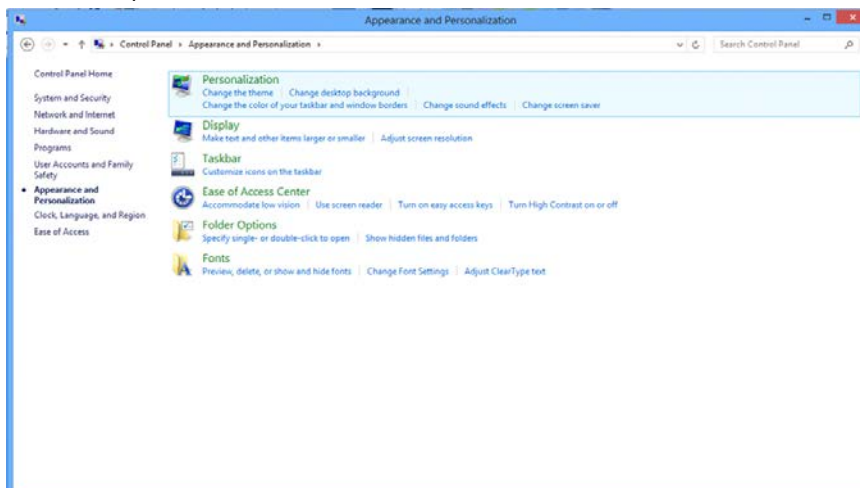 Appearance and Personalization
Control Panel
Appearance and Personalization
Search Control Panel
Control Panel Home
System and Security
Network and Internet
Hardware and Sound
Programs
User Accounts and Family
Safety
Appearance and
Personalization
Clock, Language, and Region
Ease of Access
Personalization
Change the theme
Change desktop background
Change the color of your taskbar and window borders
Change sound effects
Change screen saver
Display
Make text and other items larger or smaller
Adjust screen resolution
Taskbar
Customize icons on the taskbar
Ease of Access Center
Accommodate low vision
Use screen reader
Turn on easy access keys
Turn High Contrast on or off
Folder Options
Specify single- or double-click to open
Show hidden files and folders
Fonts
Preview, delete, or show and hide fonts
Change Font Settings
Adjust ClearType text